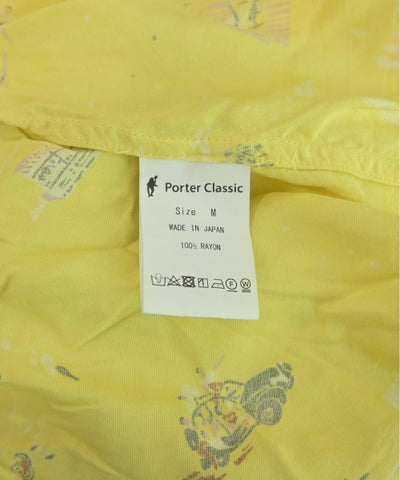 Porter Classic
Size M
MADE IN JAPAN
100% RAYON
F W